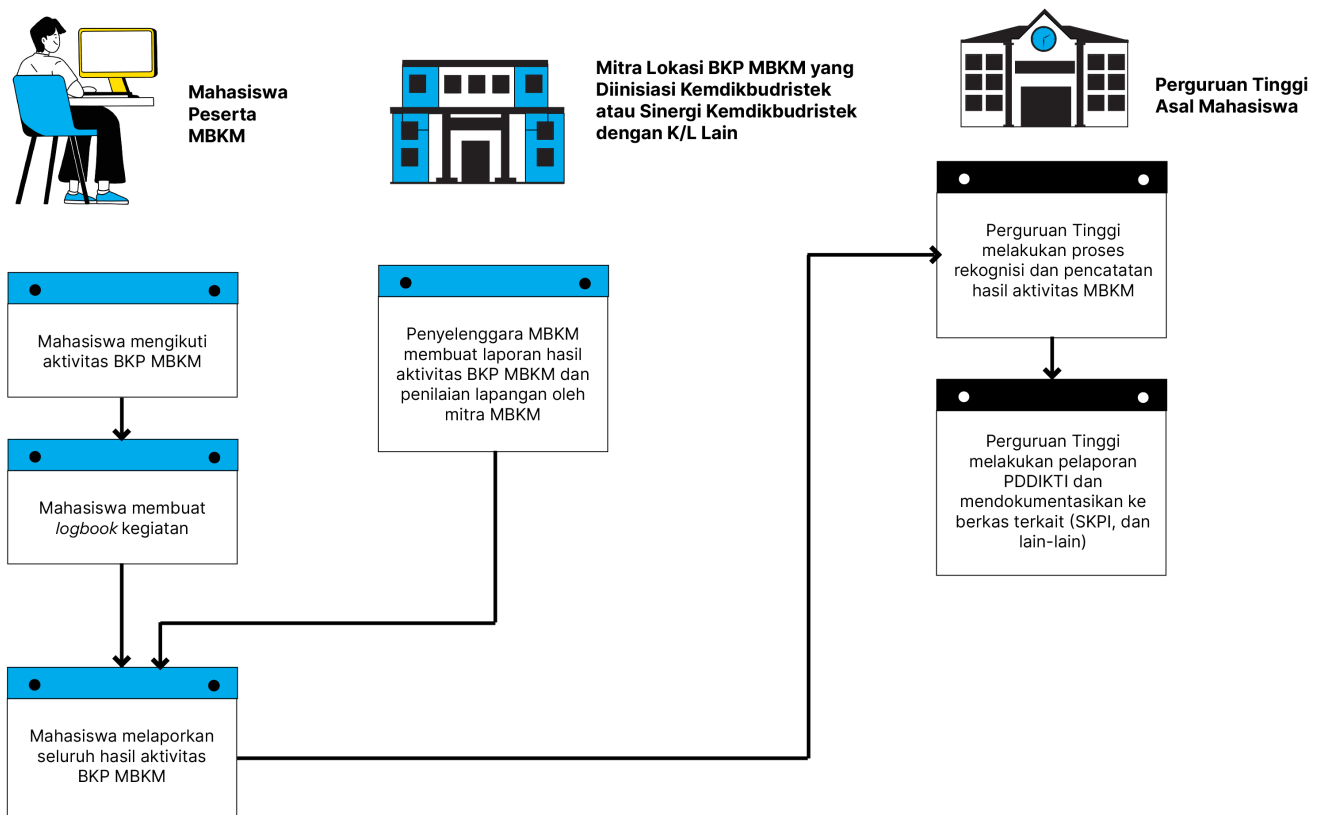 Mahasiswa
Peserta
MBKM
Mitra Lokasi BKP MBKM yang
Diinisiasi Kemdikbudristek
atau Sinergi Kemdikbudristek
dengan K/L Lain
Perguruan Tinggi
Asal Mahasiswa
Mahasiswa mengikuti
aktivitas BKP MBKM
Mahasiswa membuat
logbook kegiatan
Mahasiswa melaporkan
seluruh hasil aktivitas
BKP MBKM
Penyelenggara MBKM
membuat laporan hasil
aktivitas BKP MBKM dan
penilaian lapangan oleh
mitra MBKM
Perguruan Tinggi
melakukan proses
rekognisi dan pencatatan
hasil aktivitas MBKM
Perguruan Tinggi
melakukan pelaporan
PDDIKTI dan
mendokumentasikan ke
berkas terkait (SKPI, dan
lain-lain)